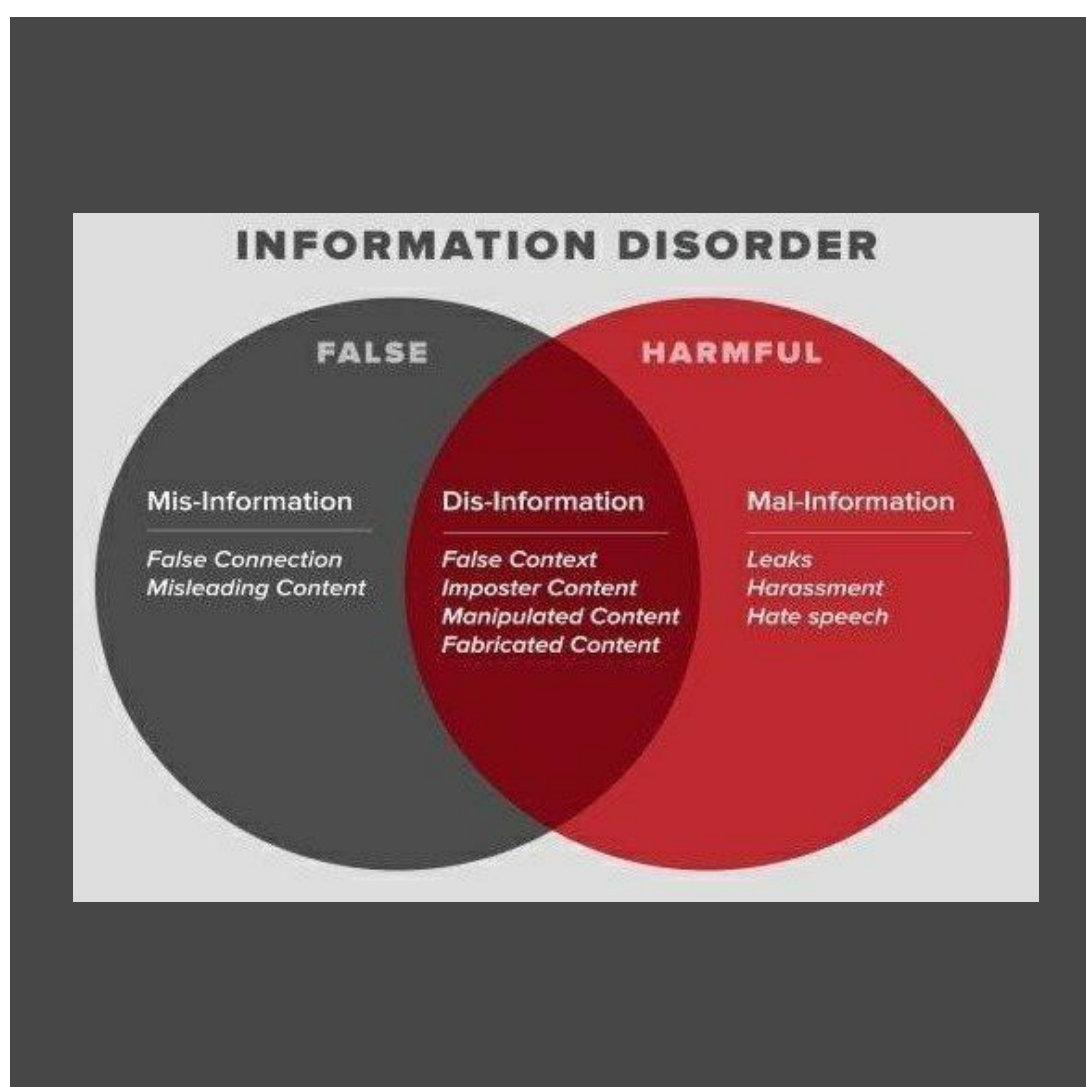 INFORMATION DISORDER
FALSE
HARMFUL
Mis-Information
False Connection
Misleading Content
Dis-Information
False Context
Imposter Content
Manipulated Content
Fabricated Content
Mal-Information
Leaks
Harassment
Hate speech